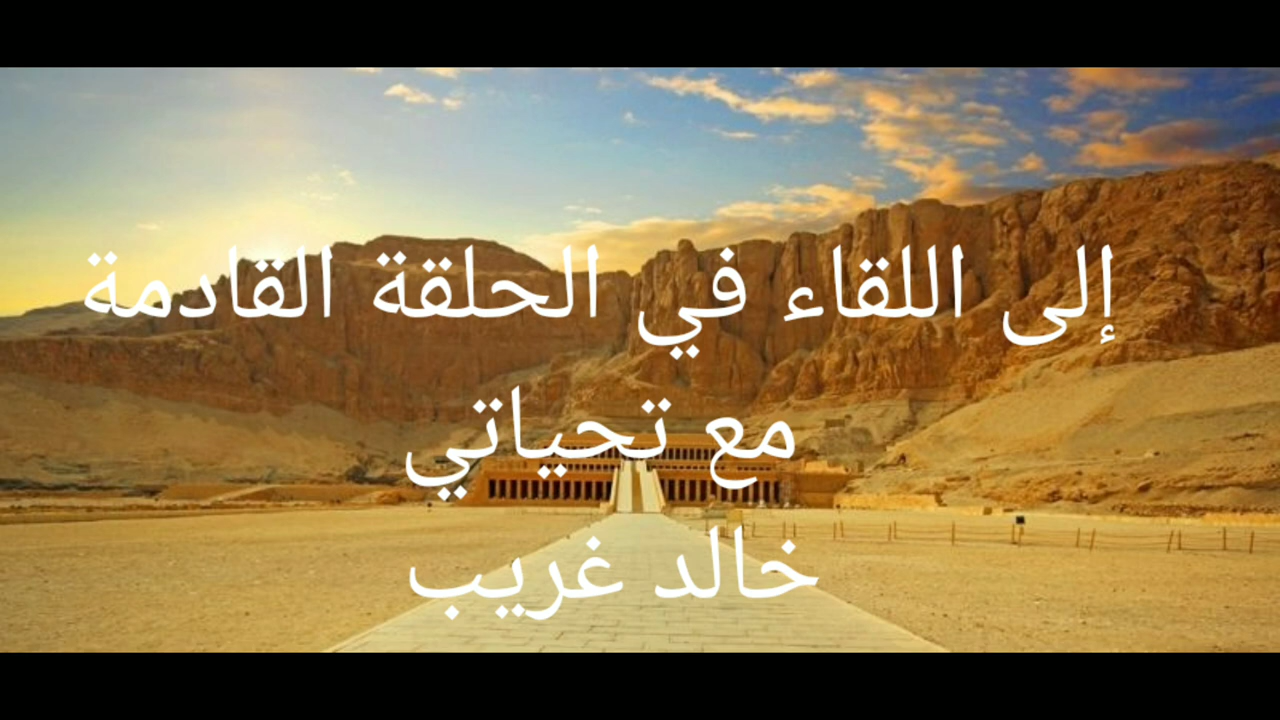 إلى اللقاء في الحلقة القادمة
مع تحياتي
خالد غريب